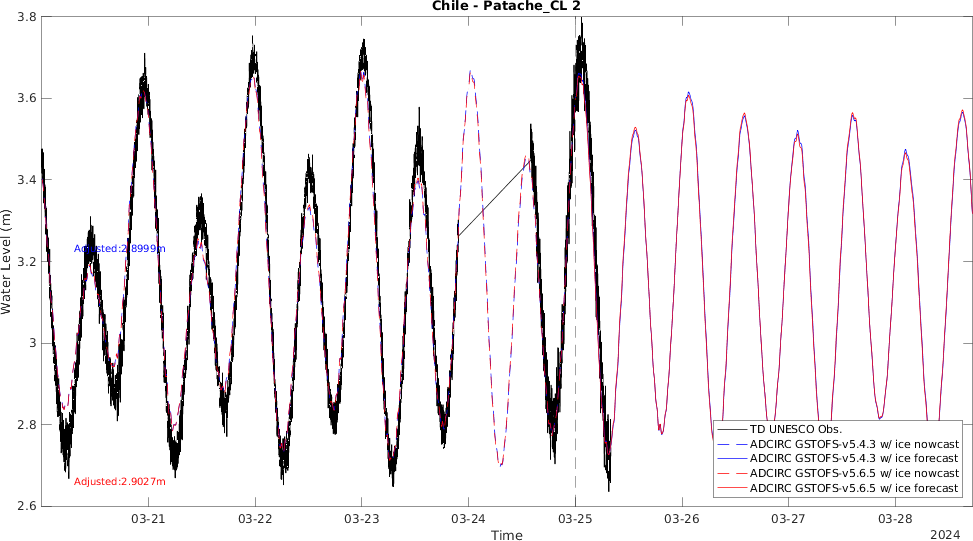 Chile - Patache_CL 2
Water Level (m)
3.8
3.6
3.4
3.2
3
2.8
2.6
Adjusted:2.8999m
Adjusted:2.9027m
TD UNESCO Obs.
ADCIRC GSTOFS-v5.4.3 w/ ice nowcast
ADCIRC GSTOFS-v5.4.3 w/ ice forecast
ADCIRC GSTOFS-v5.6.5 w/ ice nowcast
ADCIRC GSTOFS-v5.6.5 w/ ice forecast
03-21 03-22 03-23 03-24 03-25 03-26 03-27 03-28
Time
2024